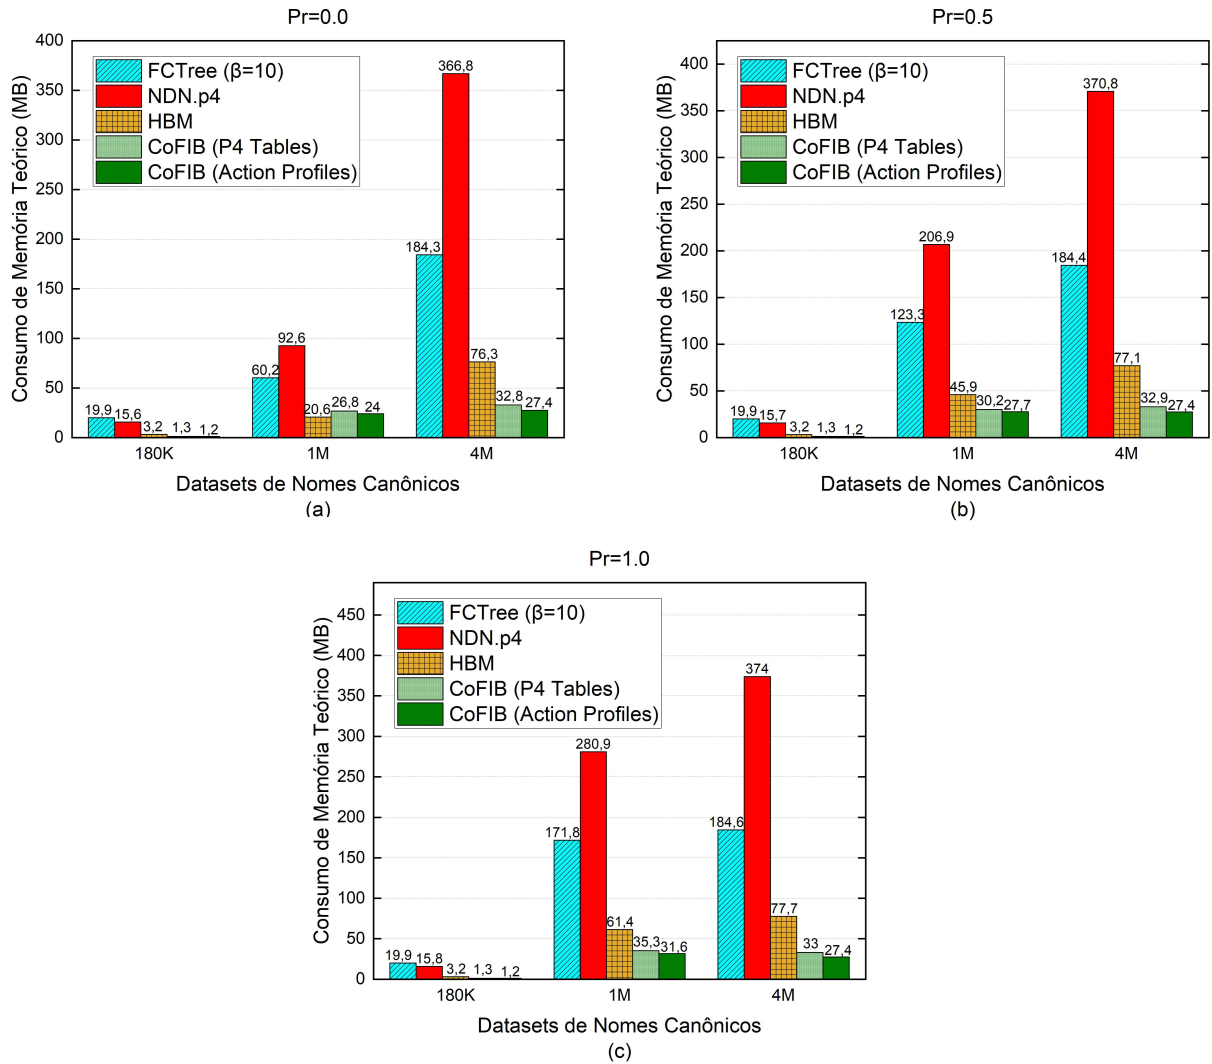 Pr=0.0
Consumo de Memória Teórico (MB)
400
350
300
250
200
150
100
50
0
FCTree (β=10)
NDN.p4
HBM
CoFIB (P4 Tables)
CoFIB (Action Profiles)
19,9 15,6 3,2 1,3 1,2
60,2 92,6 20,6 26,8 24
184,3 366,8 76,3 32,8 27,4
180K 1M 4M
Datasets de Nomes Canônicos
(a)
Pr=0.5
Consumo de Memória Teórico (MB)
400
350
300
250
200
150
100
50
0
FCTree (β=10)
NDN.p4
HBM
CoFIB (P4 Tables)
CoFIB (Action Profiles)
19,9 15,7 3,2 1,3 1,2
123,3 206,9 45,9 30,2 27,7
184,4 370,8 77,1 32,9 27,4
180K 1M 4M
Datasets de Nomes Canônicos
(b)
Pr=1.0
Consumo de Memória Teórico (MB)
450
400
350
300
250
200
150
100
50
0
FCTree (β=10)
NDN.p4
HBM
CoFIB (P4 Tables)
CoFIB (Action Profiles)
19,9 15,8 3,2 1,3 1,2
171,8 280,9 61,4 35,3 31,6
184,6 374 77,7 33 27,4
180K 1M 4M
Datasets de Nomes Canônicos
(c)